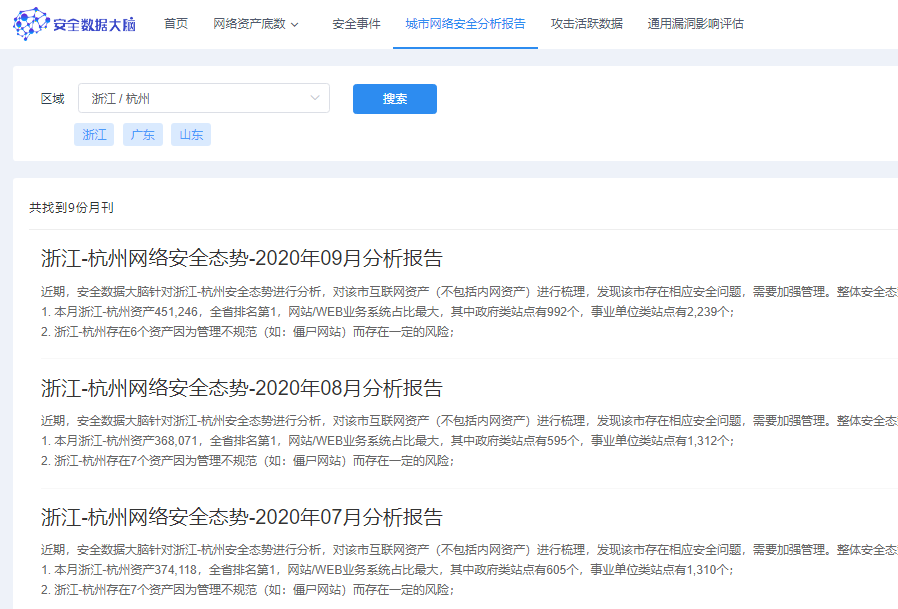 安全数据大脑 首页 网络资产底数 安全事件 城市网络安全分析报告 攻击活跃数据 通用漏洞影响评估
区域 浙江 / 杭州 搜索
浙江 广东 山东
共找到9份月刊
浙江-杭州网络安全态势-2020年09月分析报告
近期，安全数据大脑针对浙江-杭州安全态势进行分析，对该市互联网资产（不包括内网资产）进行梳理，发现该市存在相应安全问题，需要加强管理。整体安全态
1. 本月浙江-杭州资产451,246，全省排名第1，网站/WEB业务系统占比最大，其中政府类站点有992个，事业单位类站点有2,239个；
2. 浙江-杭州存在6个资产因为管理不规范（如：僵尸网站）而存在一定的风险；
浙江-杭州网络安全态势-2020年08月分析报告
近期，安全数据大脑针对浙江-杭州安全态势进行分析，对该市互联网资产（不包括内网资产）进行梳理，发现该市存在相应安全问题，需要加强管理。整体安全态
1. 本月浙江-杭州资产368,071，全省排名第1，网站/WEB业务系统占比最大，其中政府类站点有595个，事业单位类站点有1,312个；
2. 浙江-杭州存在7个资产因为管理不规范（如：僵尸网站）而存在一定的风险；
浙江-杭州网络安全态势-2020年07月分析报告
近期，安全数据大脑针对浙江-杭州安全态势进行分析，对该市互联网资产（不包括内网资产）进行梳理，发现该市存在相应安全问题，需要加强管理。整体安全态
1. 本月浙江-杭州资产374,118，全省排名第1，网站/WEB业务系统占比最大，其中政府类站点有605个，事业单位类站点有1,310个；
2. 浙江-杭州存在7个资产因为管理不规范（如：僵尸网站）而存在一定的风险；